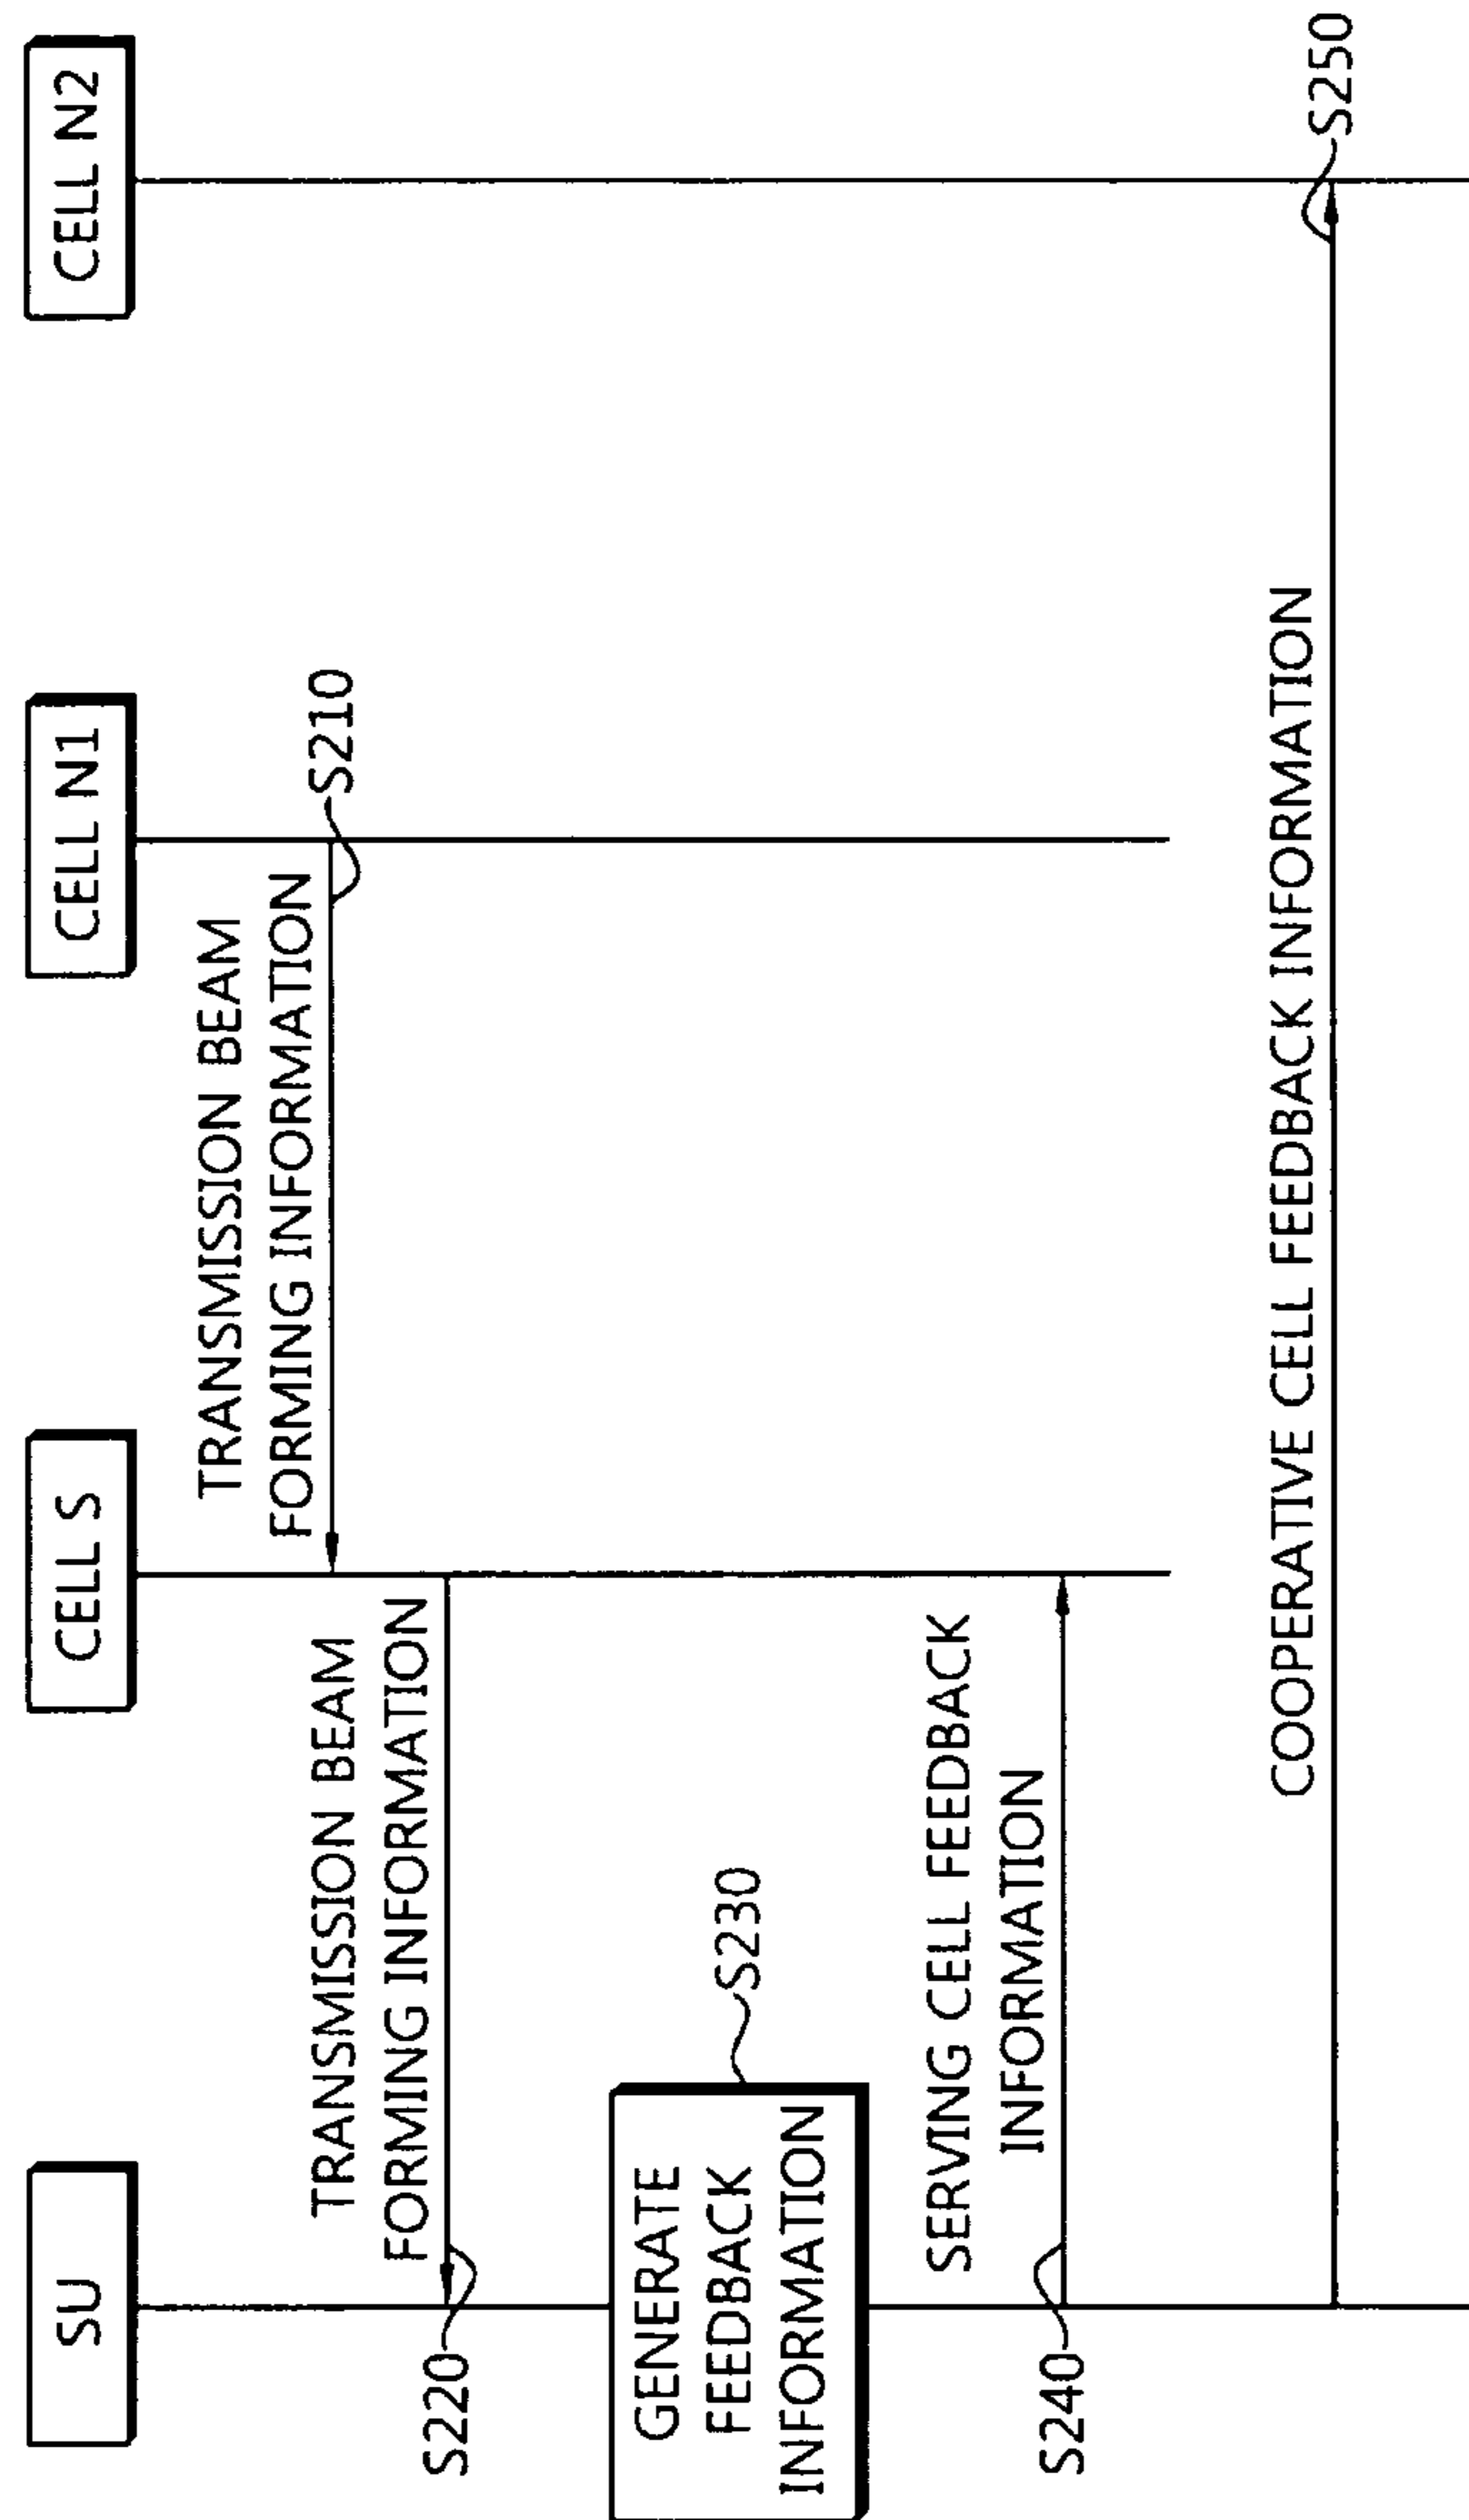 SU
CELL S
CELL N1
CELL N2
TRANSMISSION BEAM
FORMING INFORMATION
S210
TRANSMISSION BEAM
FORMING INFORMATION
S220
GENERATE
FEEDBACK
INFORMATION
S230
SERVING CELL FEEDBACK
INFORMATION
S240
COOPERATIVE CELL FEEDBACK INFORMATION
S250